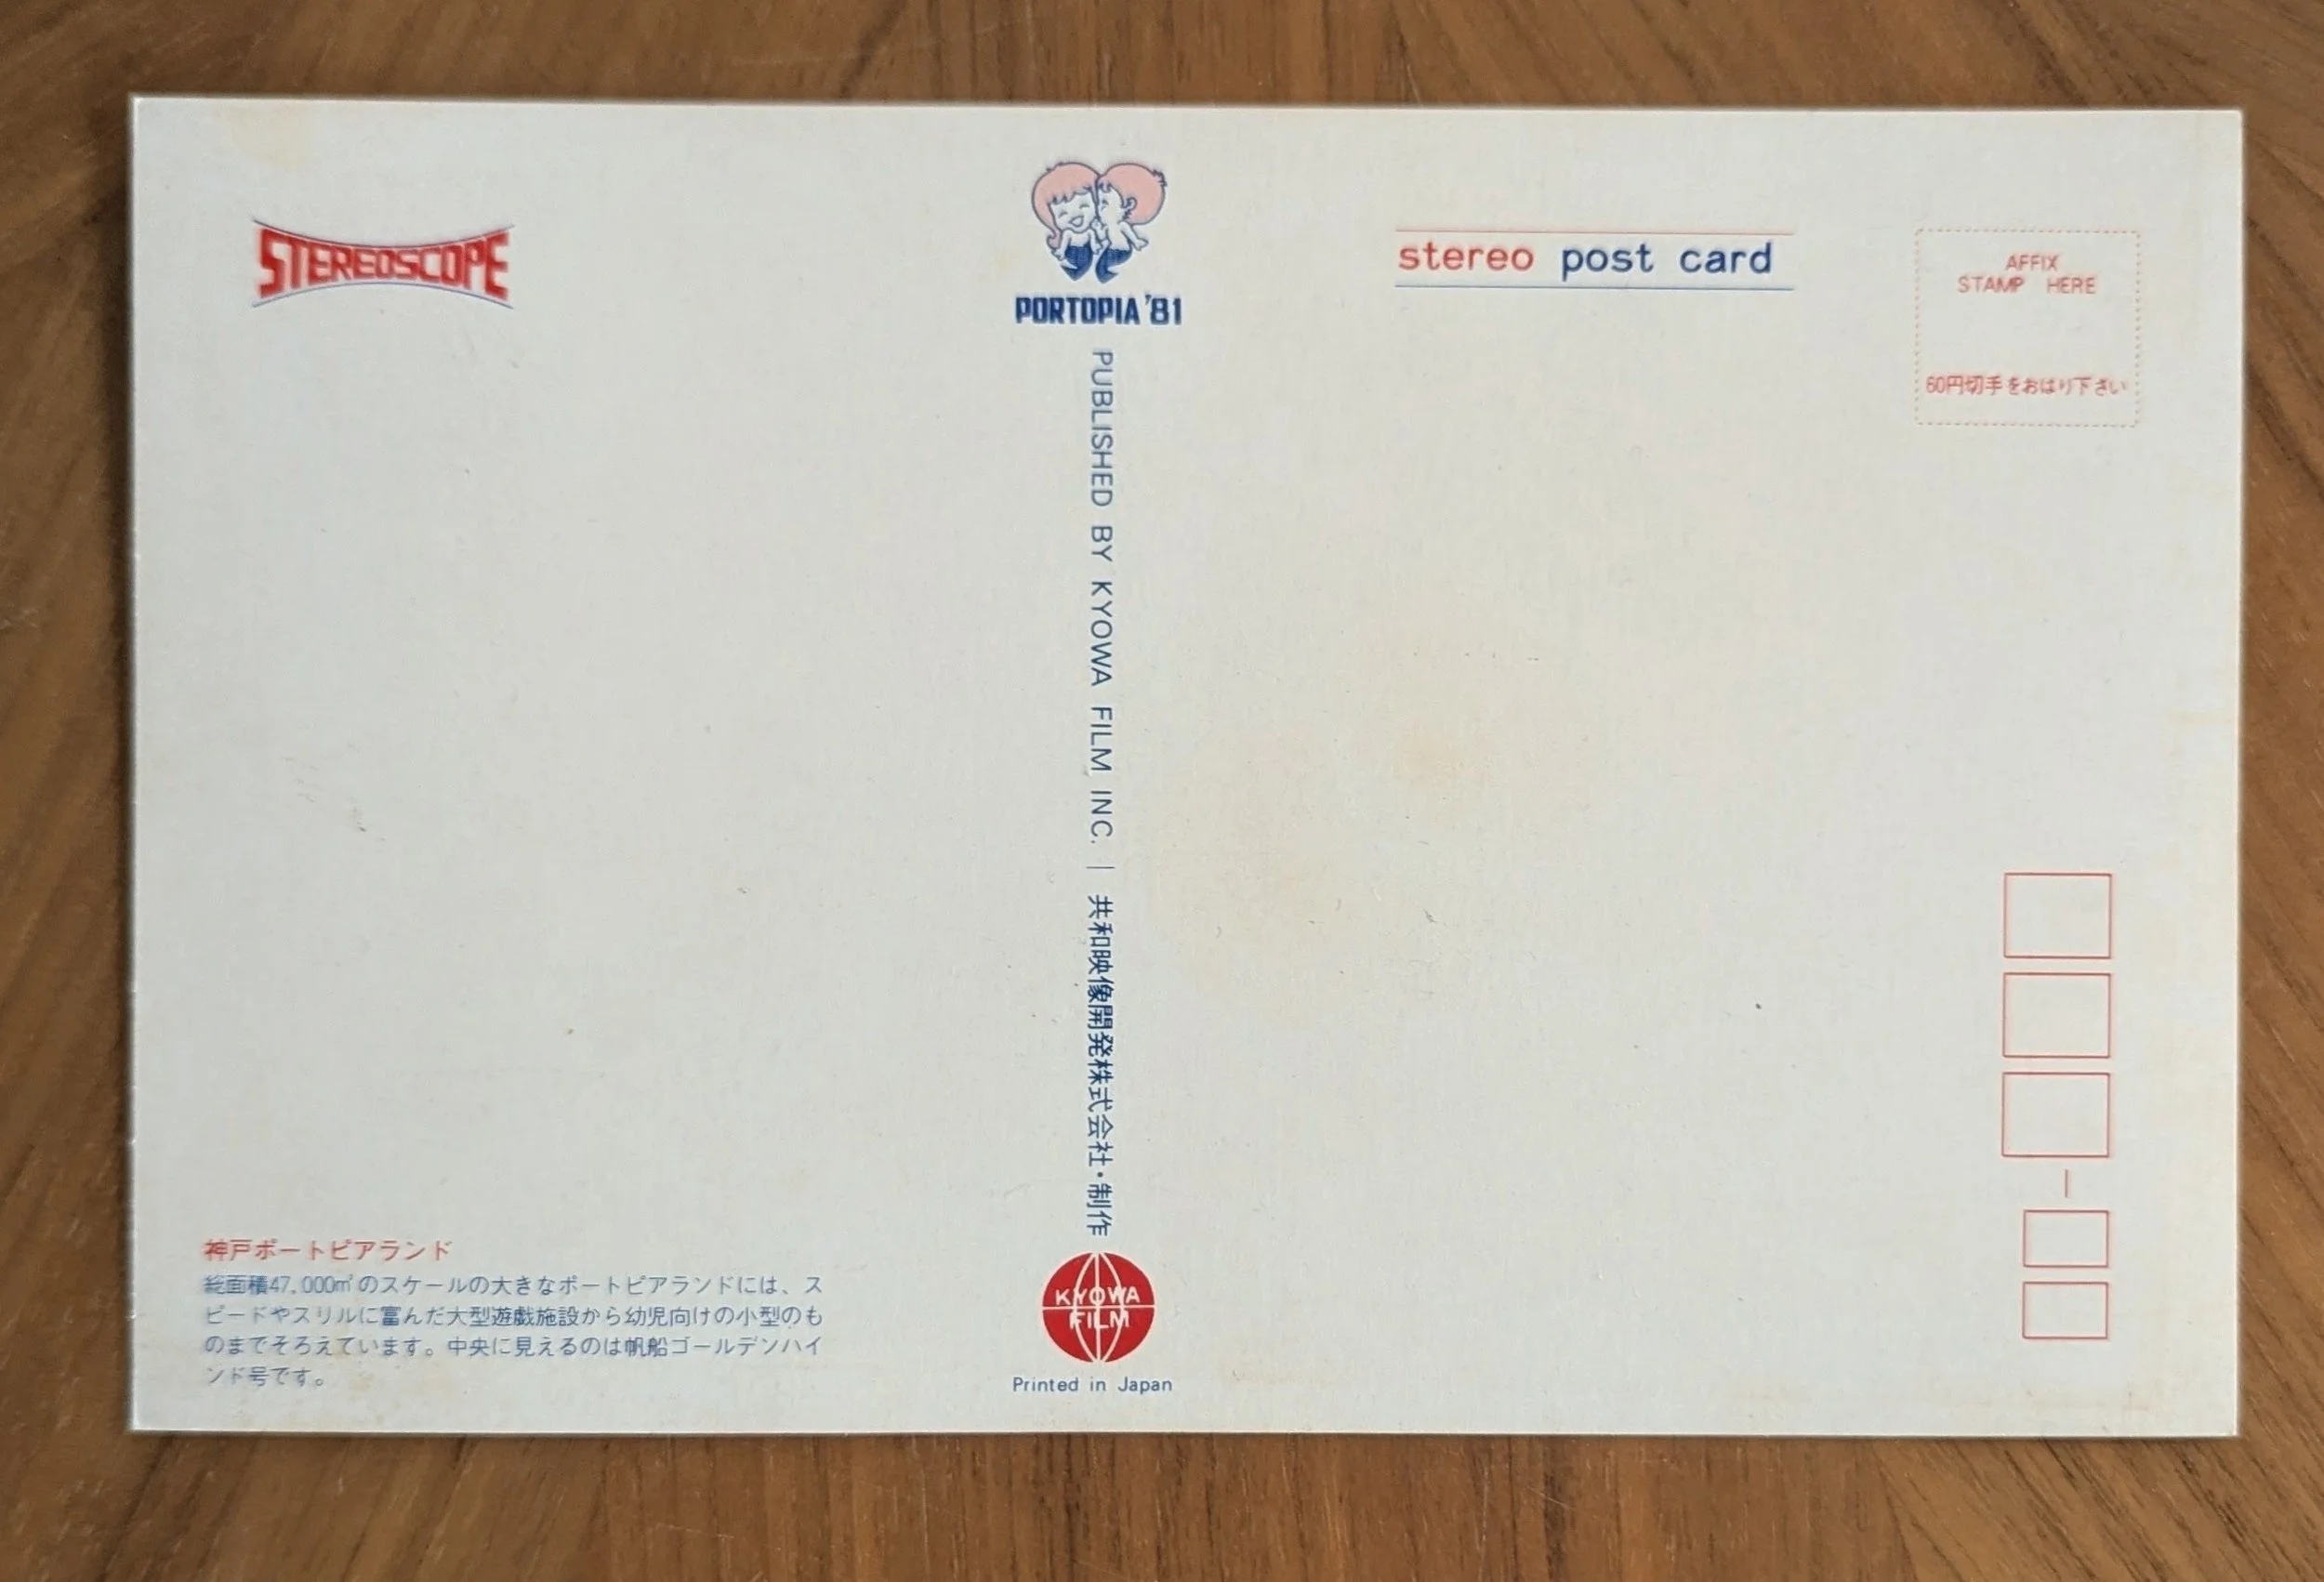 STEREOSCOPE
PORTOPIA '81
stereo post card
AFFIX
STAMP HERE
60円切手をおはり下さい
PUBLISHED BY KYOWA FILM INC. | 共和映像開発株式会社・制作
神戸ポートピアランド
総面積47,000㎡のスケールの大きなポートピアランドには、ス
ピードやスリルに富んだ大型遊戯施設から幼児向けの小型のも
のまでそろえています。中央に見えるのは帆船ゴールデンハイ
ンド号です。
KYOWA
FILM
Printed in Japan